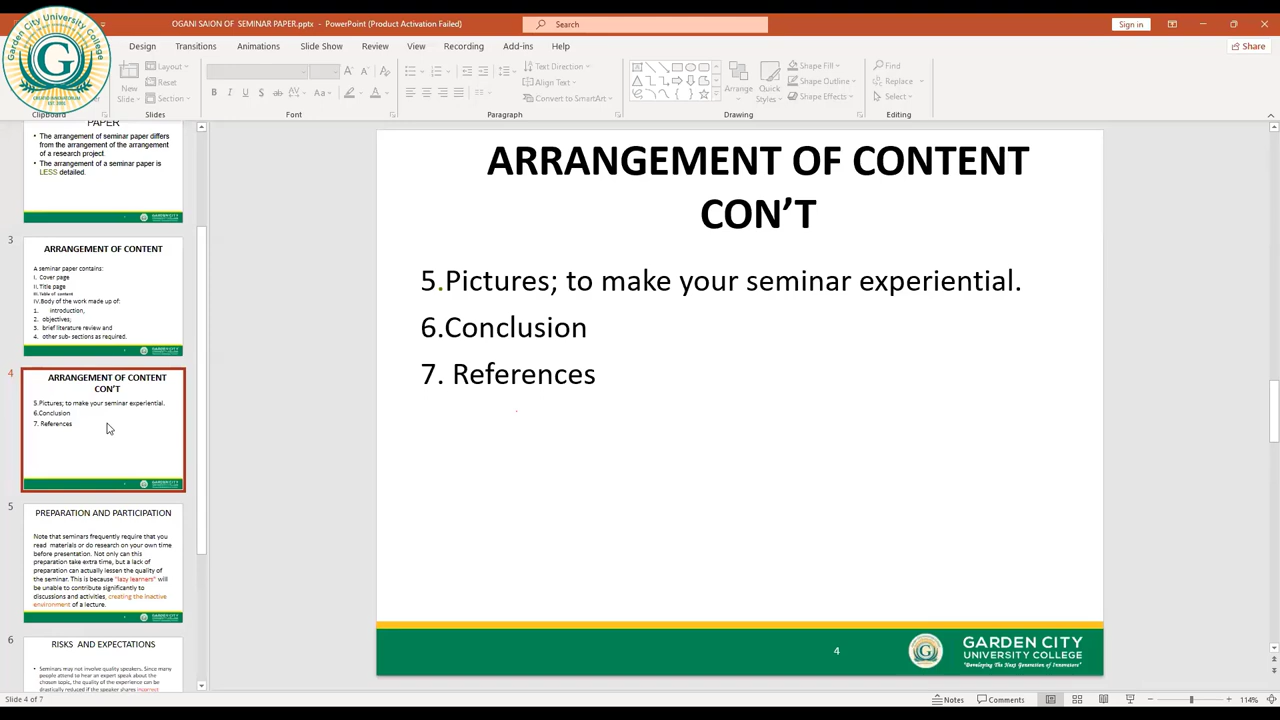 OGANI SAION OF SEMINAR PAPER.pptx - PowerPoint (Product Activation Failed)
Search
Sign in
Garden City University College
G
Design Transitions Animations Slide Show Review View Recording Add-ins Help
Share
New Slide
Layout
Reset
Section
B I U S ab AV Aa A
Text Direction
Align Text
Convert to SmartArt
Arrange
Quick Styles
Shape Fill
Shape Outline
Shape Effects
Find
Replace
Select
Clipboard Slides Font Paragraph Drawing Editing
PAPER
• The arrangement of seminar paper differs
from the arrangement of the arrangement
of a research project.
• The arrangement of a seminar paper is
LESS detailed.
3
ARRANGEMENT OF CONTENT
A seminar paper contains:
I. Cover page
II. Title page
III. Table of content
IV.Body of the work made up of:
1. introduction,
2. objectives;
3. brief literature review and
4. other sub- sections as required.
4
ARRANGEMENT OF CONTENT
CON'T
5.Pictures; to make your seminar experiential.
6.Conclusion
7. References
5
PREPARATION AND PARTICIPATION
Note that seminars frequently require that you
read materials or do research on your own time
before presentation. Not only can this
preparation take extra time, but a lack of
preparation can actually lessen the quality of
the seminar. This is because "lazy learners" will
be unable to contribute significantly to
discussions and activities, creating the inactive
environment of a lecture.
6
RISKS AND EXPECTATIONS
Seminars may not involve quality speakers. Since many
people attend to hear an expert speak about the
chosen topic, the quality of the experience can be
drastically reduced if the speaker shares incorrect
ARRANGEMENT OF CONTENT
CON'T
5.Pictures; to make your seminar experiential.
6.Conclusion
7. References
4
GARDEN CITY
UNIVERSITY COLLEGE
"Developing The Next Generation of Innovators"
Slide 4 of 7
Notes
Comments
114%